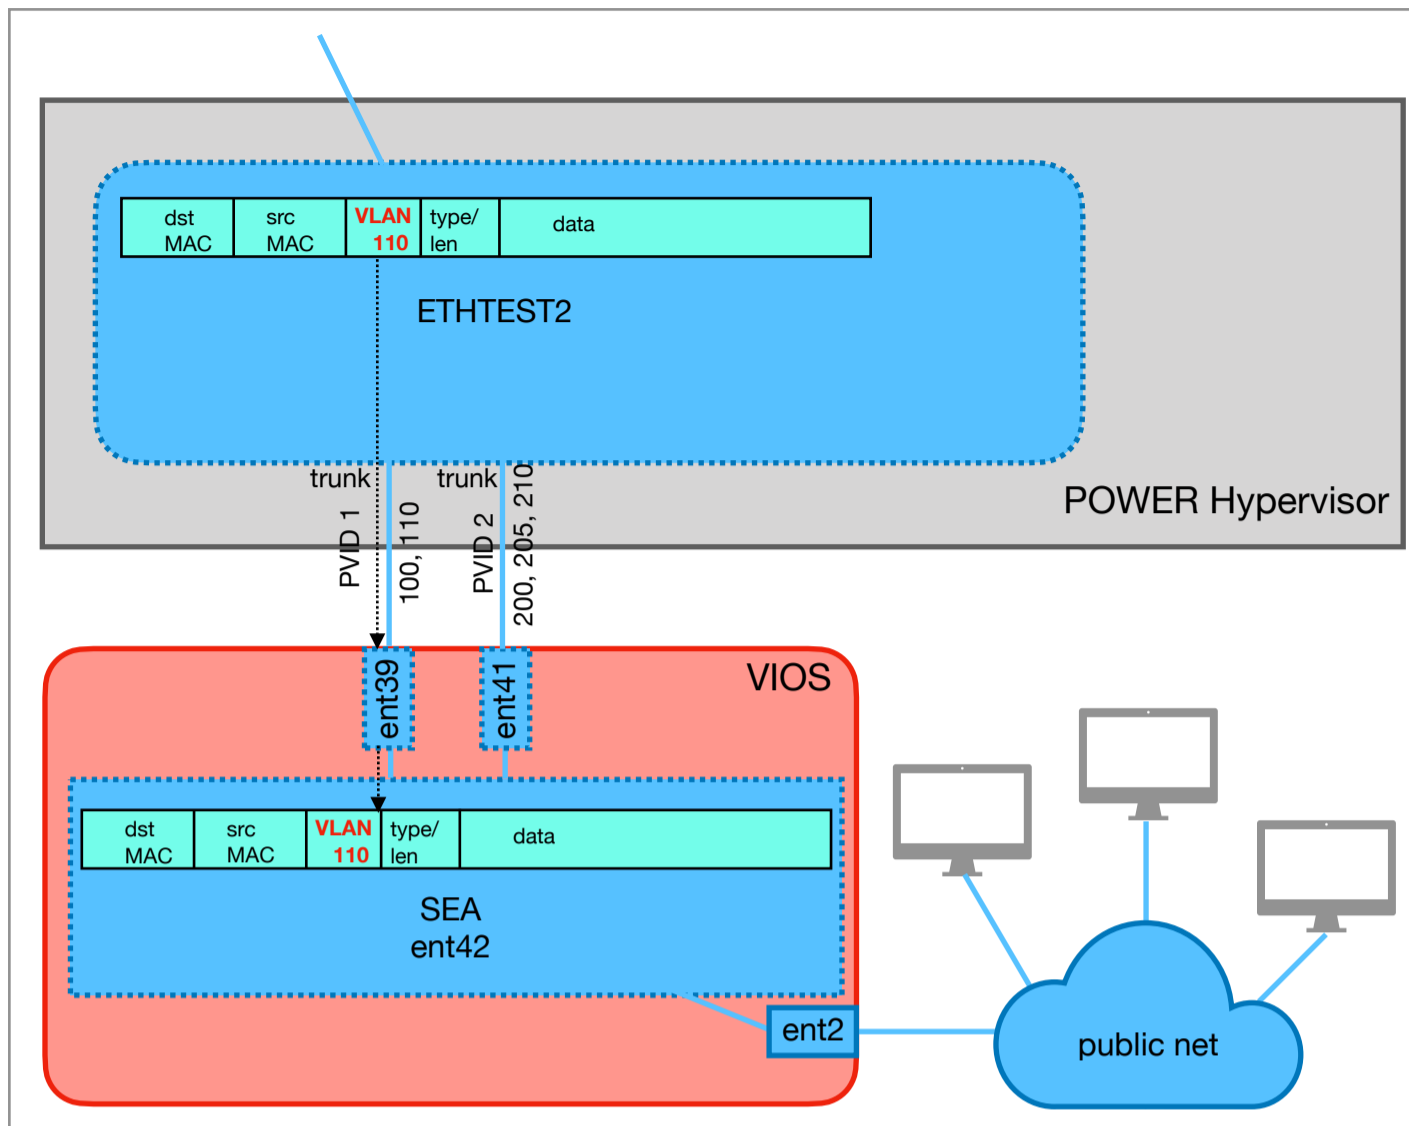 dst
MAC
src
MAC
VLAN
110
type/
len
data
ETHTEST2
POWER Hypervisor
trunk
PVID 1
100, 110
trunk
PVID 2
200, 205, 210
VIOS
ent39
ent41
dst
MAC
src
MAC
VLAN
110
type/
len
data
SEA
ent42
ent2
public net